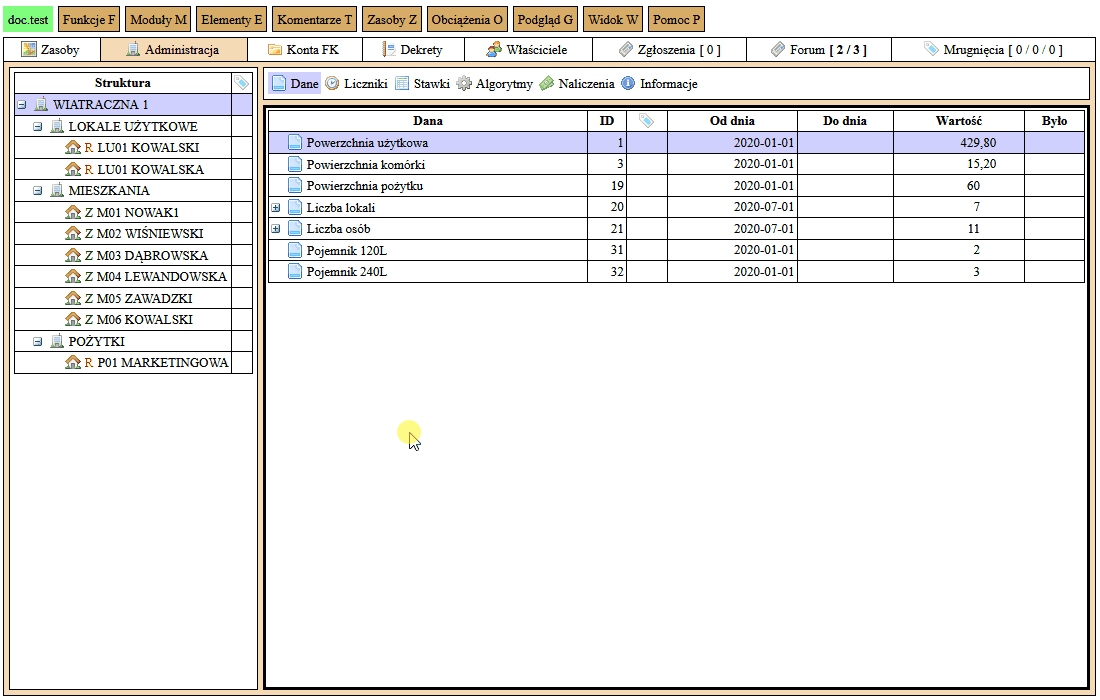 doc.test Funkcje F Moduły M Elementy E Komentarze T Zasoby Z Obciążenia O Podgląd G Widok W Pomoc P
Zasoby Administracja Konta FK Dekrety Właściciele Zgłoszenia [ 0 ] Forum [ 2 / 3 ] Mrugnięcia [ 0 / 0 / 0 ]
Struktura
WIATRACZNA 1
LOKALE UŻYTKOWE
R LU01 KOWALSKI
R LU01 KOWALSKA
MIESZKANIA
Z M01 NOWAK1
Z M02 WIŚNIEWSKI
Z M03 DĄBROWSKA
Z M04 LEWANDOWSKA
Z M05 ZAWADZKI
Z M06 KOWALSKI
POŻYTKI
R P01 MARKETINGOWA
Dane Liczniki Stawki Algorytmy Naliczenia Informacje
Dana ID Od dnia Do dnia Wartość Było
Powerzchnia użytkowa 1 2020-01-01 429,80
Powierzchnia komórki 3 2020-01-01 15,20
Powierzchnia pożytku 19 2020-01-01 60
Liczba lokali 20 2020-07-01 7
Liczba osób 21 2020-07-01 11
Pojemnik 120L 31 2020-01-01 2
Pojemnik 240L 32 2020-01-01 3